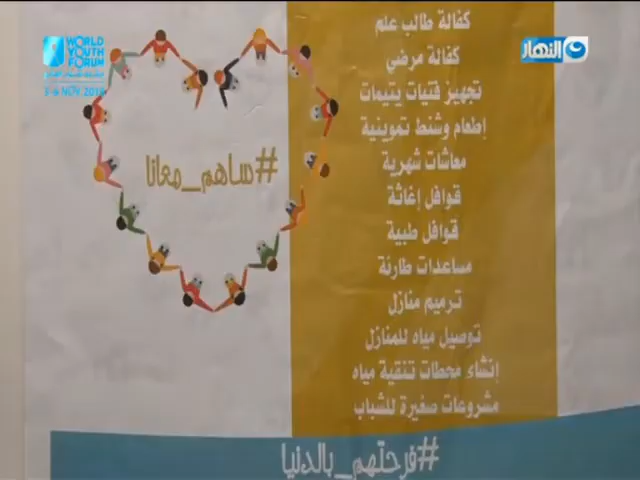 WORLD
YOUTH
FORUM
النهار
كفالة طالب علم
كفالة مرضي
تجهيز فتيات يتيمات
إطعام وشنط تموينية
معاشات شهرية
قوافل إغاثة
قوافل طبية
مساعدات طارئة
ترميم منازل
توصيل مياه للمنازل
إنشاء محطات تنقية مياه
مشروعات صغيرة للشباب
#ساهم_معانا
#فرحتهم_بالدنيا